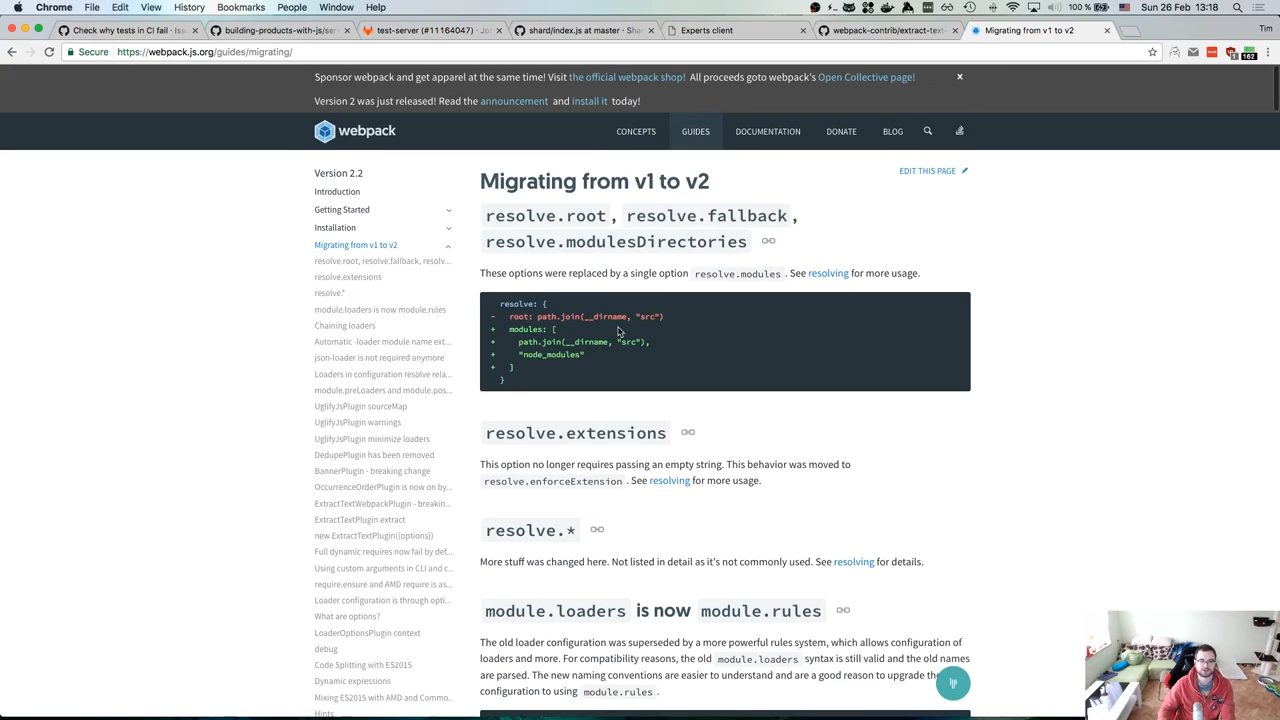 Chrome File Edit View History Bookmarks People Window Help
100 % Sun 26 Feb 13:18
Check why tests in CI fail · Iss
building-products-with-js/serv
test-server (#11164047) · Jo
shard/index.js at master · Sha
Experts client
webpack-contrib/extract-text-
Migrating from v1 to v2
Tim
Secure https://webpack.js.org/guides/migrating/
162
Sponsor webpack and get apparel at the same time! Visit the official webpack shop! All proceeds goto webpack's Open Collective page!
Version 2 was just released! Read the announcement and install it today!
webpack
CONCEPTS GUIDES DOCUMENTATION DONATE BLOG
Version 2.2
Introduction
Getting Started
Installation
Migrating from v1 to v2
resolve.root, resolve.fallback, resolv...
resolve.extensions
resolve.*
module.loaders is now module.rules
Chaining loaders
Automatic -loader module name ext...
json-loader is not required anymore
Loaders in configuration resolve rela...
module.preLoaders and module.pos...
UglifyJsPlugin sourceMap
UglifyJsPlugin warnings
UglifyJsPlugin minimize loaders
DedupePlugin has been removed
BannerPlugin - breaking change
OccurrenceOrderPlugin is now on by...
ExtractTextWebpackPlugin - breakin...
ExtractTextPlugin.extract
new ExtractTextPlugin({options})
Full dynamic requires now fail by def...
Using custom arguments in CLI and c...
require.ensure and AMD require is as...
Loader configuration is through opti...
What are options?
LoaderOptionsPlugin context
debug
Code Splitting with ES2015
Dynamic expressions
Mixing ES2015 with AMD and Commo...
Hints
EDIT THIS PAGE
Migrating from v1 to v2
resolve.root, resolve.fallback,
resolve.modulesDirectories
These options were replaced by a single option resolve.modules. See resolving for more usage.
resolve: {
- root: path.join(__dirname, "src")
+ modules: [
+ path.join(__dirname, "src"),
+ "node_modules"
+ ]
}
resolve.extensions
This option no longer requires passing an empty string. This behavior was moved to
resolve.enforceExtension. See resolving for more usage.
resolve.*
More stuff was changed here. Not listed in detail as it's not commonly used. See resolving for details.
module.loaders is now module.rules
The old loader configuration was superseded by a more powerful rules system, which allows configuration of
loaders and more. For compatibility reasons, the old module.loaders syntax is still valid and the old names
are parsed. The new naming conventions are easier to understand and are a good reason to upgrade the
configuration to using module.rules.